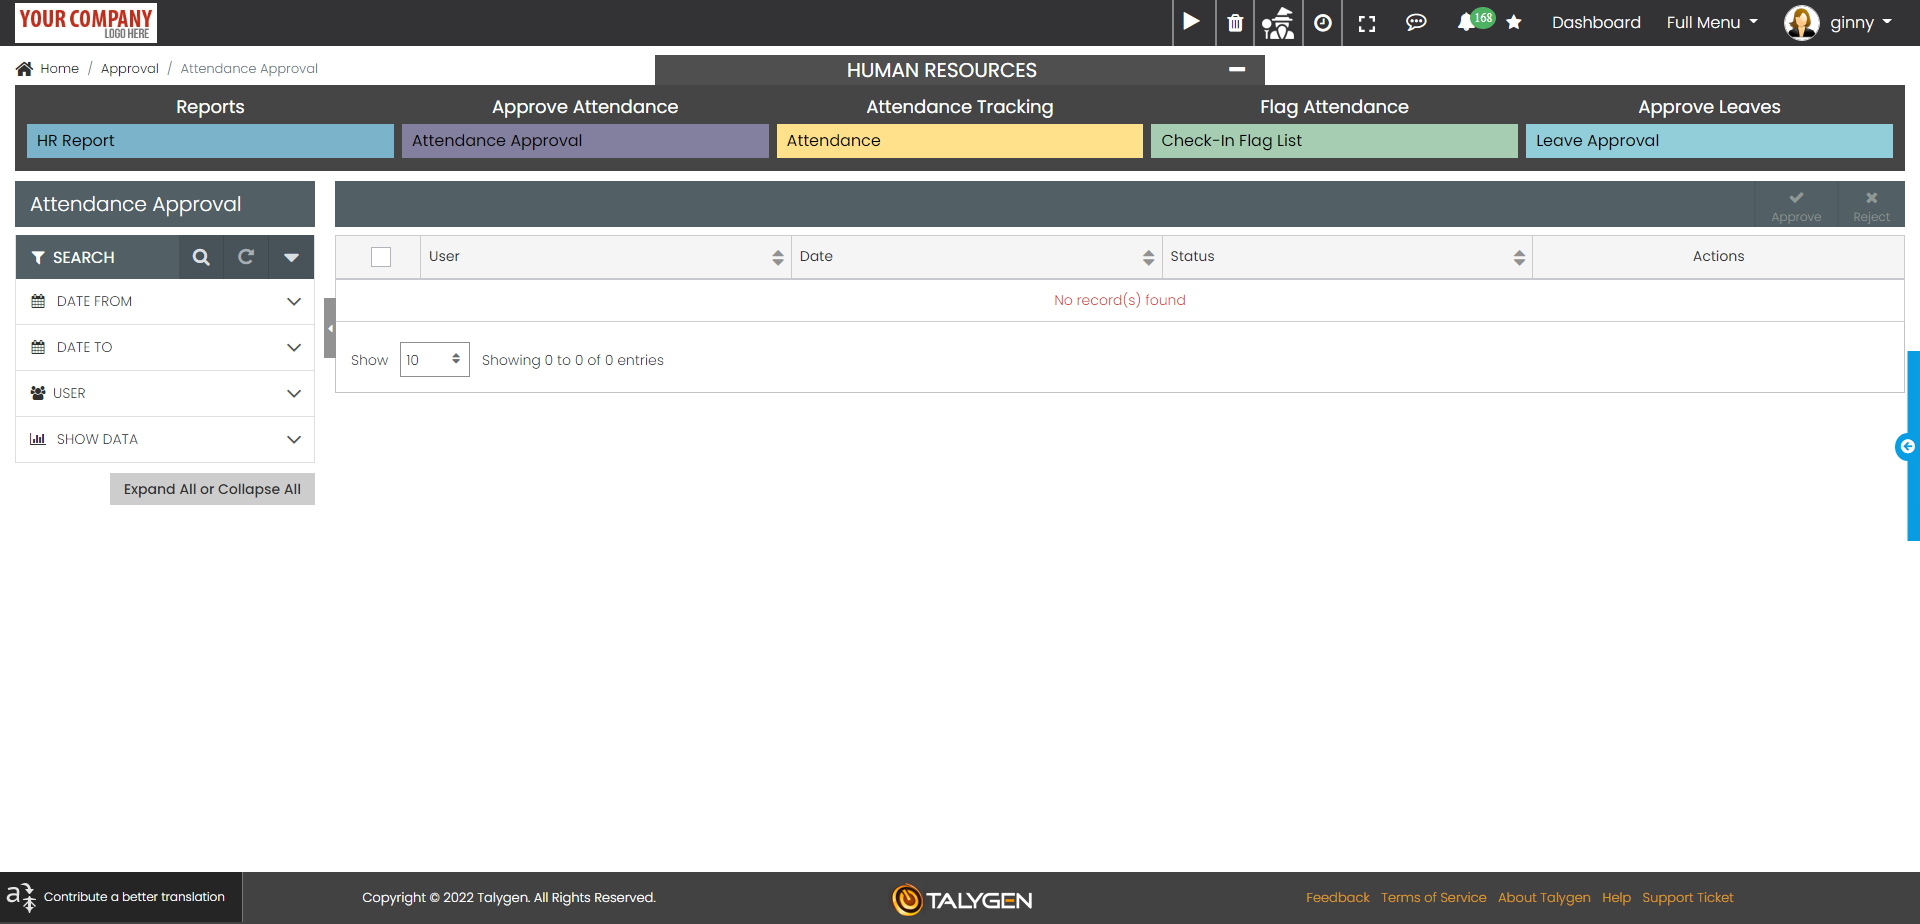 YOUR COMPANY
LOGO HERE
168
Dashboard
Full Menu
ginny
Home / Approval / Attendance Approval
HUMAN RESOURCES
Reports
Approve Attendance
Attendance Tracking
Flag Attendance
Approve Leaves
HR Report
Attendance Approval
Attendance
Check-In Flag List
Leave Approval
Attendance Approval
Approve
Reject
SEARCH
User
Date
Status
Actions
DATE FROM
No record(s) found
DATE TO
Show 10 Showing 0 to 0 of 0 entries
USER
SHOW DATA
Expand All or Collapse All
Contribute a better translation
Copyright © 2022 Talygen. All Rights Reserved.
TALYGEN
Feedback Terms of Service About Talygen Help Support Ticket